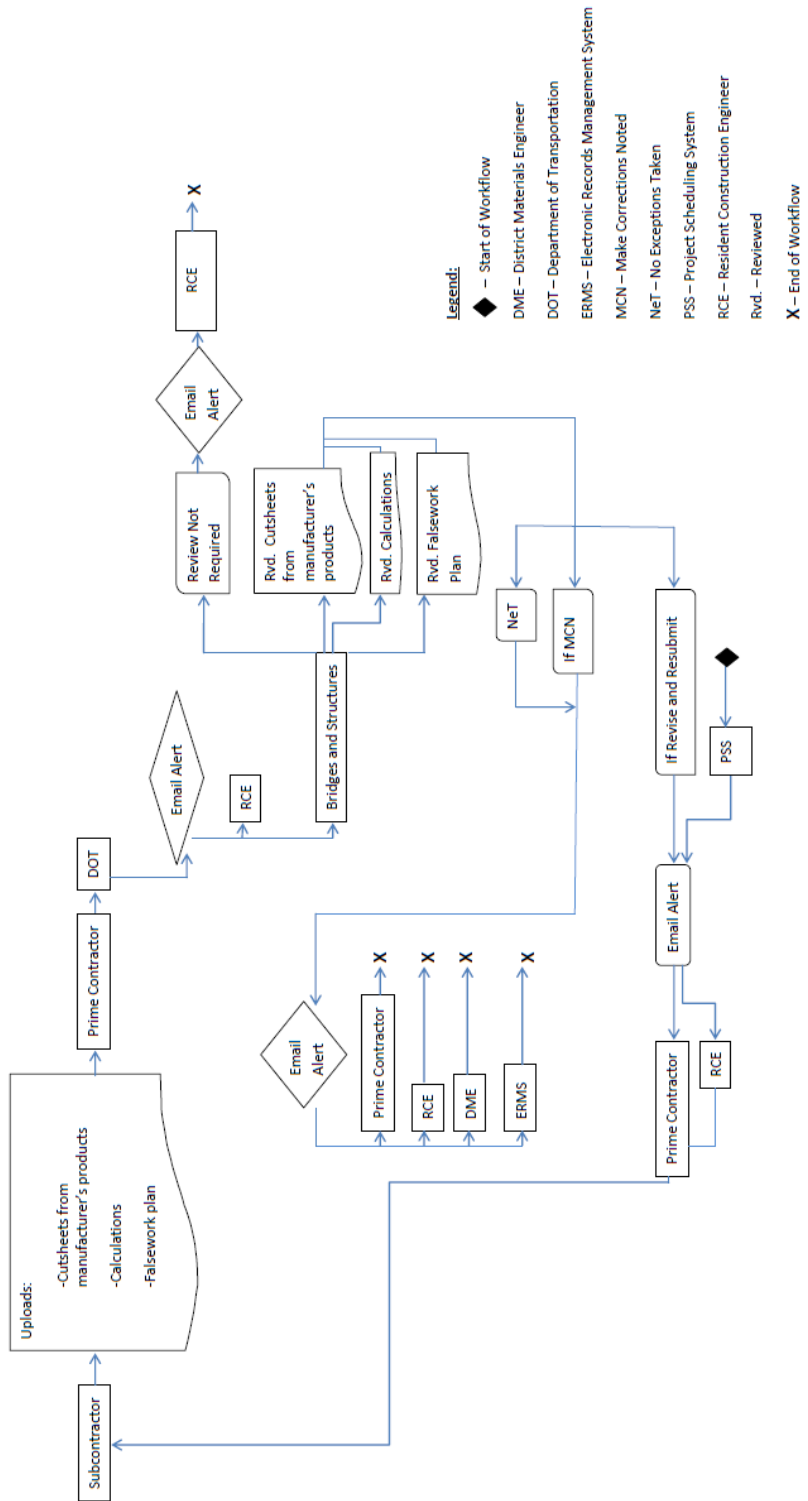 Subcontractor
Uploads:
-Cutsheets from
manufacturer's products
-Calculations
-Falsework plan
Prime Contractor
DOT
Email Alert
RCE
Bridges and Structures
Review Not
Required
Email
Alert
RCE
X
Rvd. Cutsheets
from
manufacturer's
products
Rvd. Calculations
Rvd. Falsework
Plan
NeT
If MCN
If Revise and Resubmit
PSS
Email Alert
Prime Contractor
RCE
Email
Alert
Prime Contractor
X
RCE
X
DME
X
ERMS
X
Legend:
– Start of Workflow
DME – District Materials Engineer
DOT – Department of Transportation
ERMS – Electronic Records Management System
MCN – Make Corrections Noted
NeT – No Exceptions Taken
PSS – Project Scheduling System
RCE – Resident Construction Engineer
Rvd. – Reviewed
X – End of Workflow